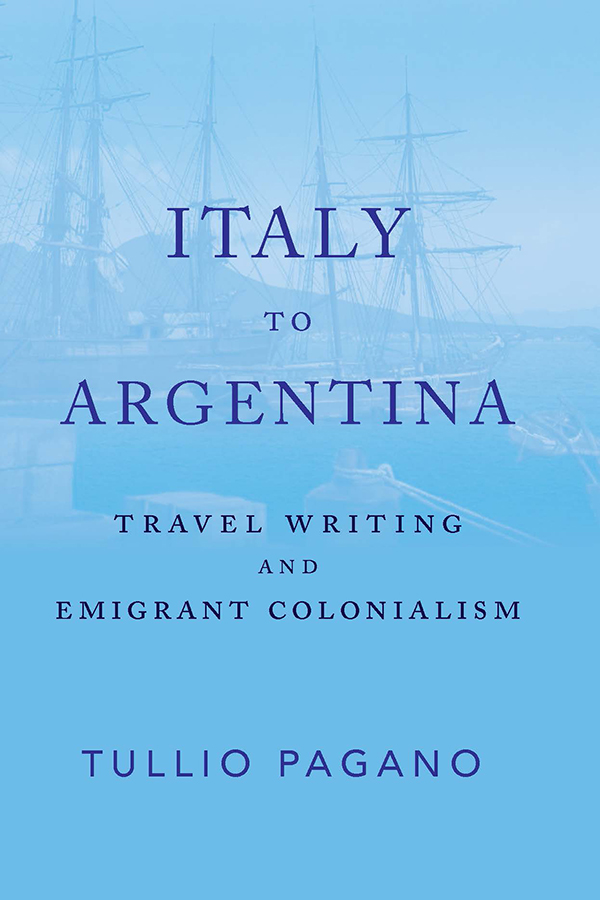 ITALY
TO
ARGENTINA
TRAVEL WRITING
AND
EMIGRANT COLONIALISM
TULLIO PAGANO